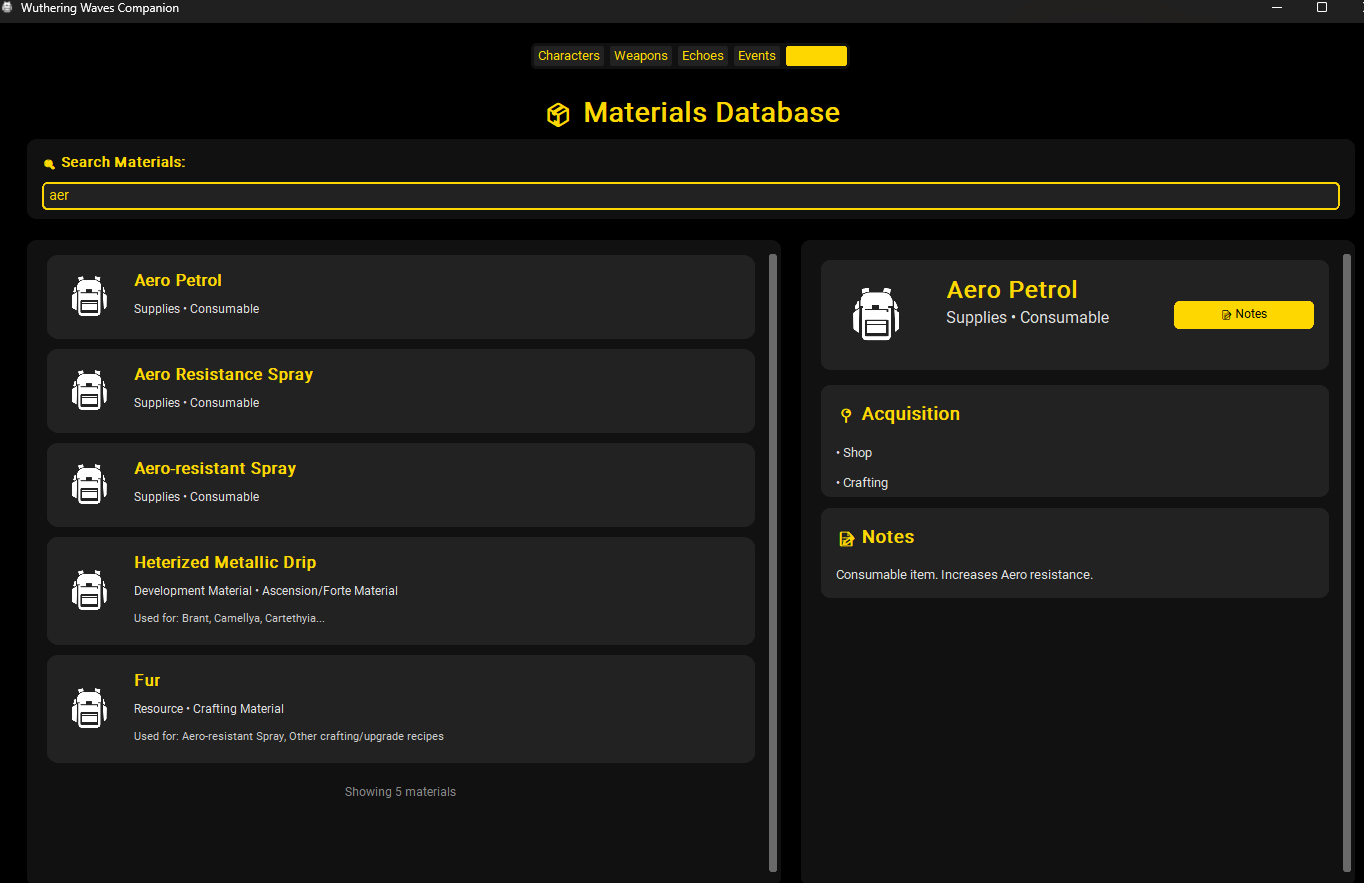 Wuthering Waves Companion
Characters Weapons Echoes Events
Materials Database
Search Materials:
aer
Aero Petrol
Supplies • Consumable
Aero Resistance Spray
Supplies • Consumable
Aero-resistant Spray
Supplies • Consumable
Heterized Metallic Drip
Development Material • Ascension/Forte Material
Used for: Brant, Camellya, Cartethyia...
Fur
Resource • Crafting Material
Used for: Aero-resistant Spray, Other crafting/upgrade recipes
Showing 5 materials
Aero Petrol
Supplies • Consumable
Notes
Acquisition
• Shop
• Crafting
Notes
Consumable item. Increases Aero resistance.